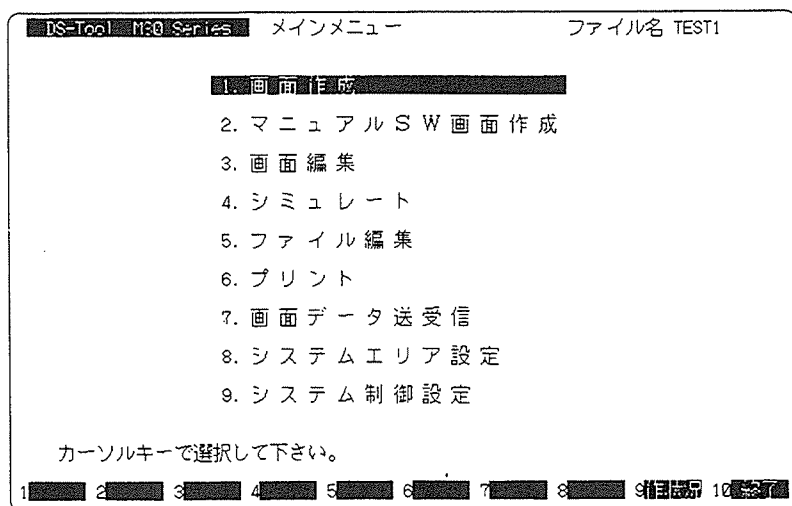 DS-Tool M30 Series メインメニュー ファイル名 TEST1
1. 画面作成
2. マニュアルSW画面作成
3. 画面編集
4. シミュレート
5. ファイル編集
6. プリント
7. 画面データ送受信
8. システムエリア設定
9. システム制御設定
カーソルキーで選択して下さい。
1 2 3 4 5 6 7 8 9 10 終了